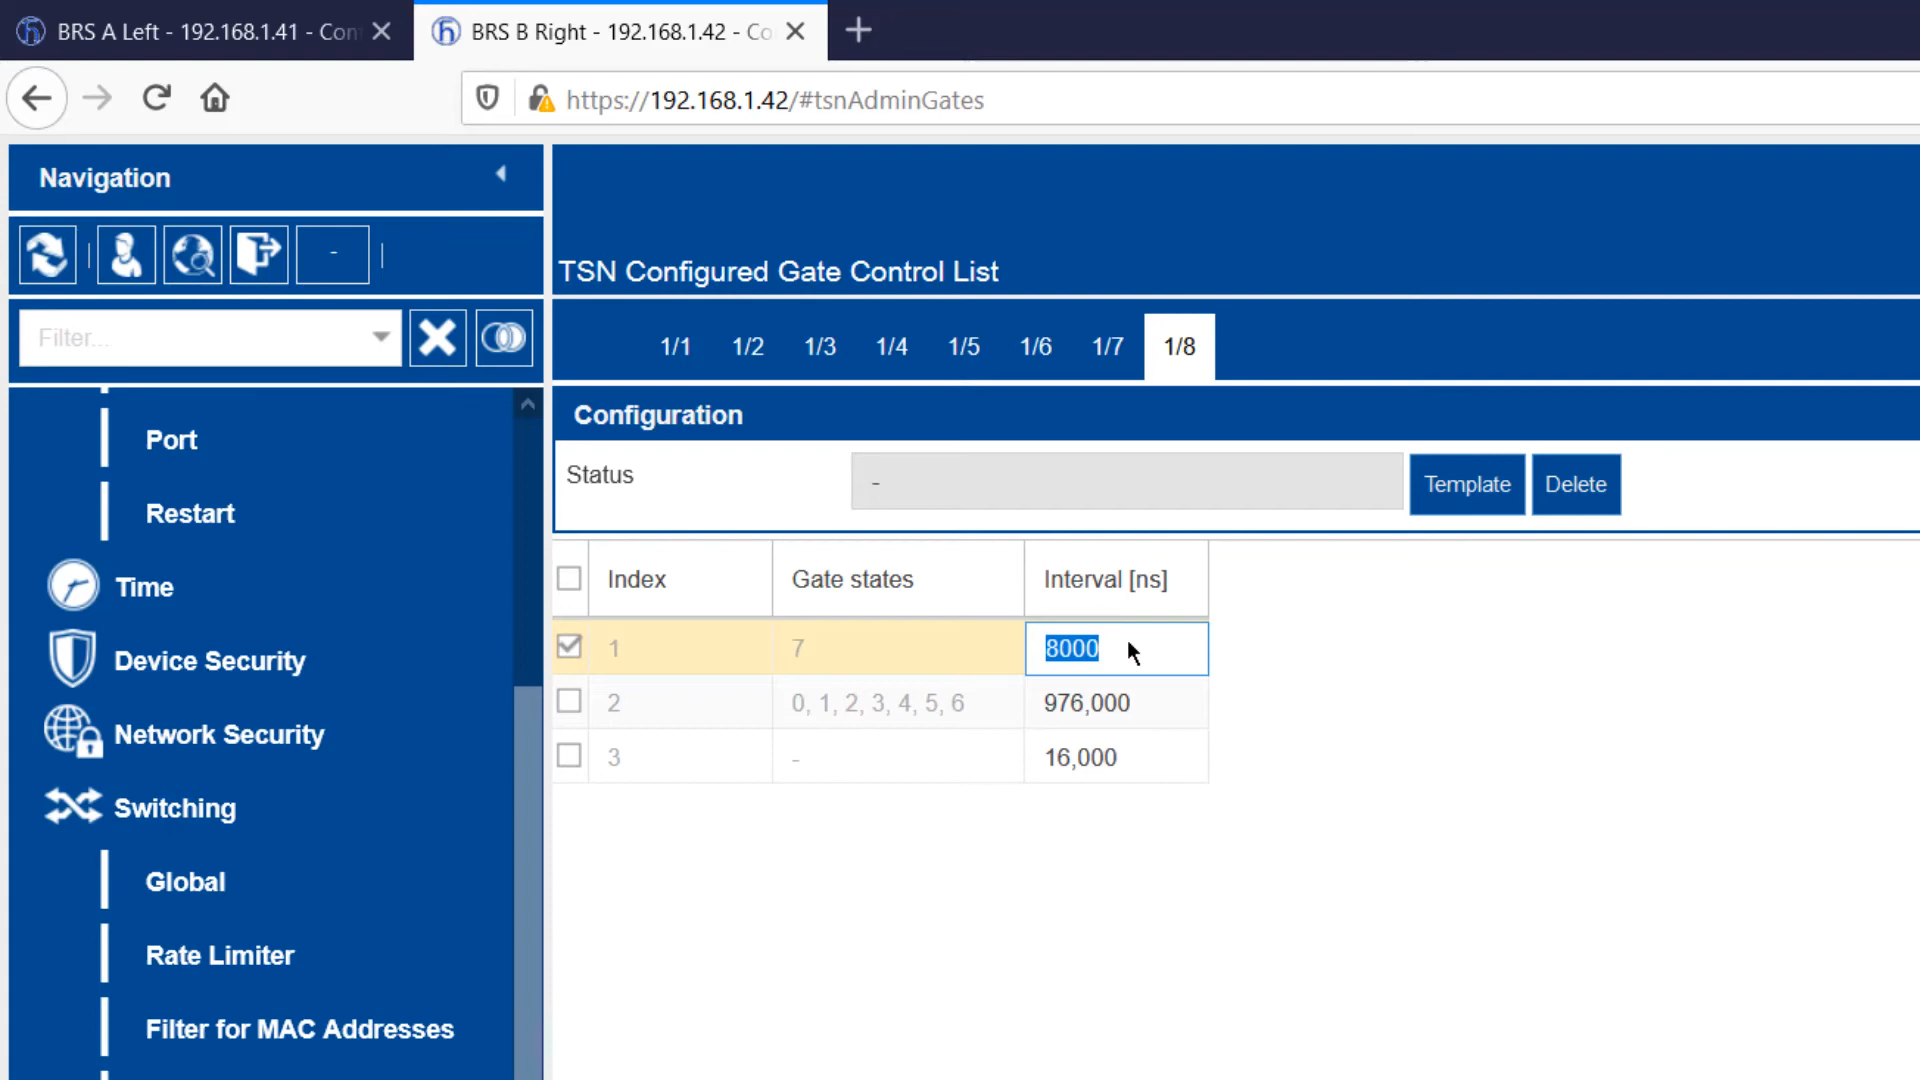 BRS A Left - 192.168.1.41 - Con
BRS B Right - 192.168.1.42 - Co
https://192.168.1.42/#tsnAdminGates
Navigation
-
Filter...
Port
Restart
Time
Device Security
Network Security
Switching
Global
Rate Limiter
Filter for MAC Addresses
TSN Configured Gate Control List
1/1 1/2 1/3 1/4 1/5 1/6 1/7 1/8
Configuration
Status - Template Delete
Index Gate states Interval [ns]
1 7 8000
2 0, 1, 2, 3, 4, 5, 6 976,000
3 - 16,000